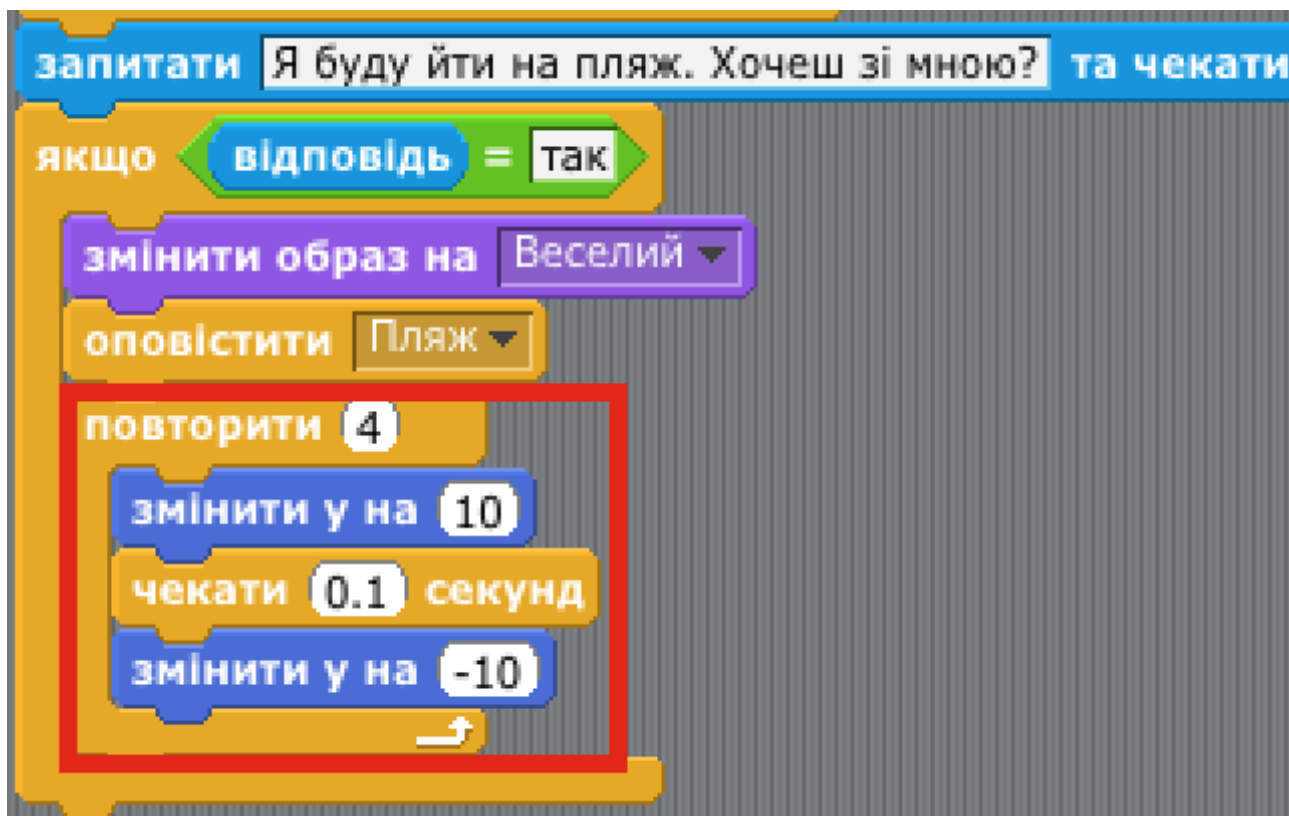 запитати Я буду йти на пляж. Хочеш зі мною? та чекати
якщо відповідь = так
змінити образ на Веселий
оповістити Пляж
повторити 4
змінити у на 10
чекати 0.1 секунд
змінити у на -10